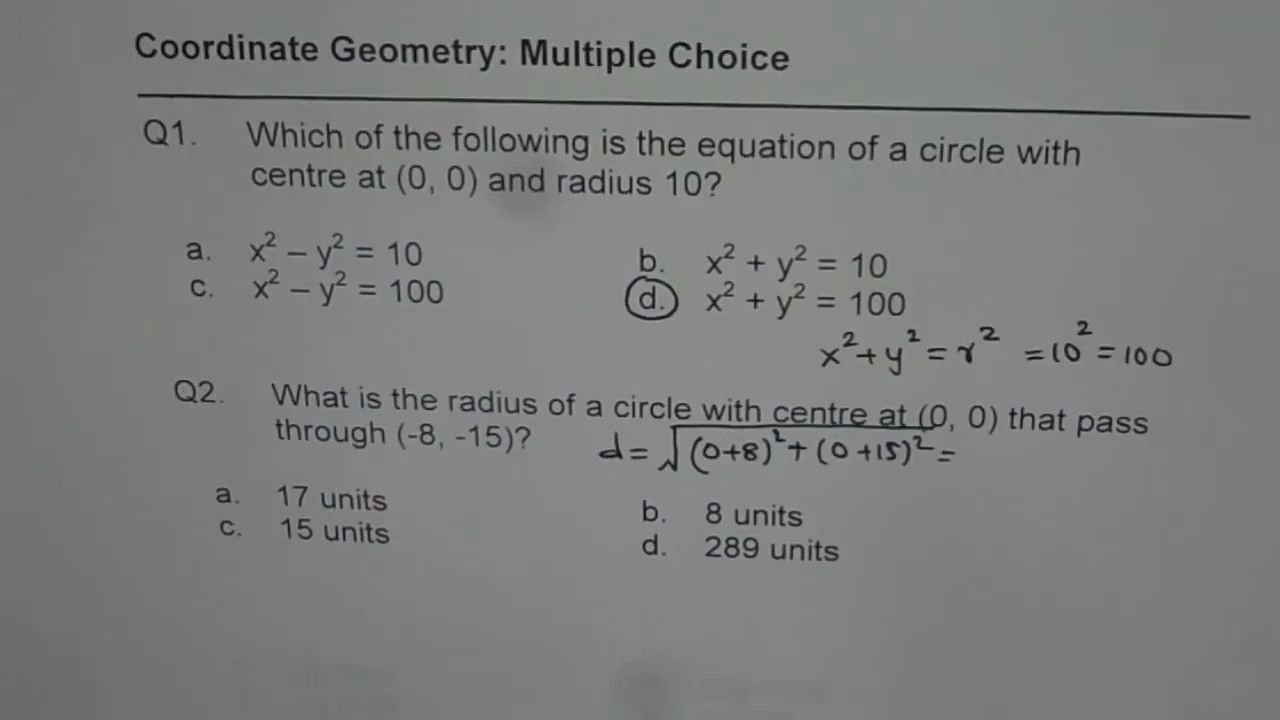 Coordinate Geometry: Multiple Choice
Q1. Which of the following is the equation of a circle with
centre at (0, 0) and radius 10?
a. x² – y² = 10 b. x² + y² = 10
c. x² – y² = 100 d. x² + y² = 100
x² + y² = r² = 10² = 100
Q2. What is the radius of a circle with centre at (0, 0) that pass
through (-8, -15)? d = √(0+8)² + (0+15)² =
a. 17 units b. 8 units
c. 15 units d. 289 units